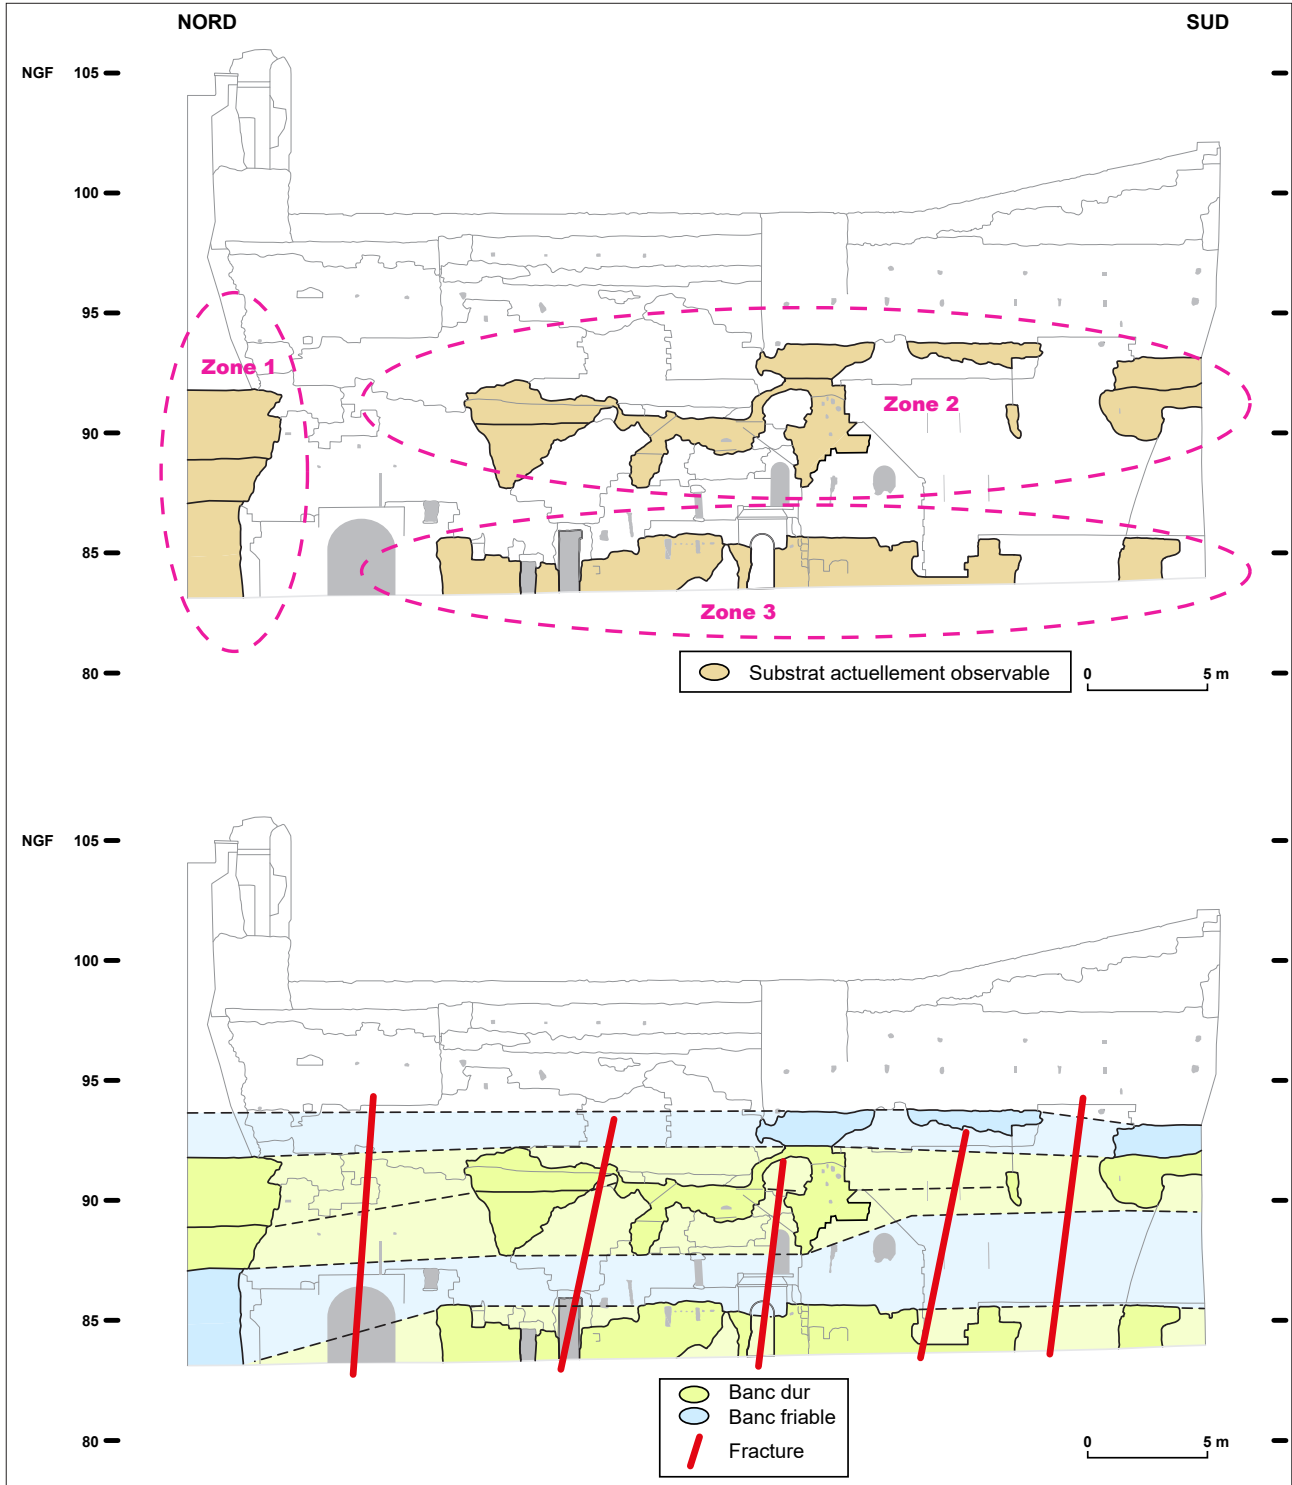 NORD
SUD
NGF 105
100
95
Zone 1
Zone 2
90
85
Zone 3
80
Substrat actuellement observable
0 5 m
NGF 105
100
95
90
85
Banc dur
Banc friable
Fracture
80
0 5 m